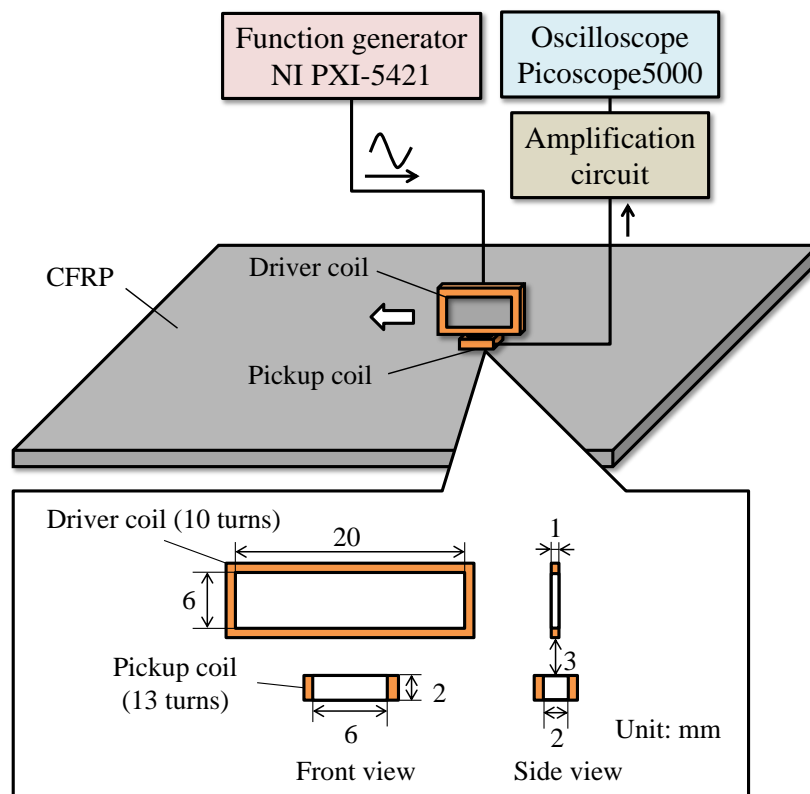 Function generator
NI PXI-5421
Oscilloscope
Picoscope5000
Amplification
circuit
CFRP
Driver coil
Pickup coil
Driver coil (10 turns)
20
1
6
3
Pickup coil
(13 turns)
2
6
2
Unit: mm
Front view
Side view